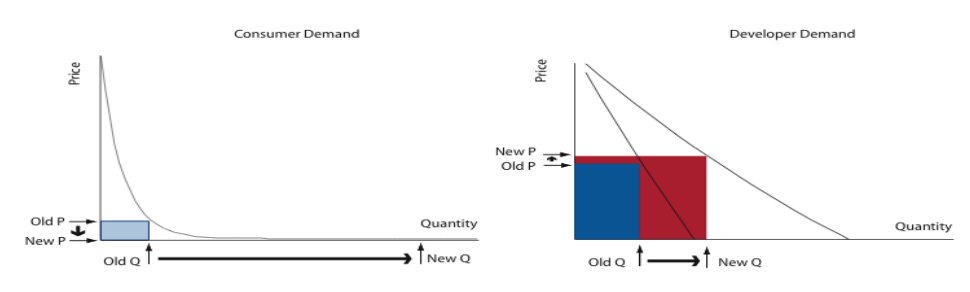 Consumer Demand
Price
Old P
New P
Quantity
Old Q
New Q
Developer Demand
Price
New P
Old P
Quantity
Old Q
New Q